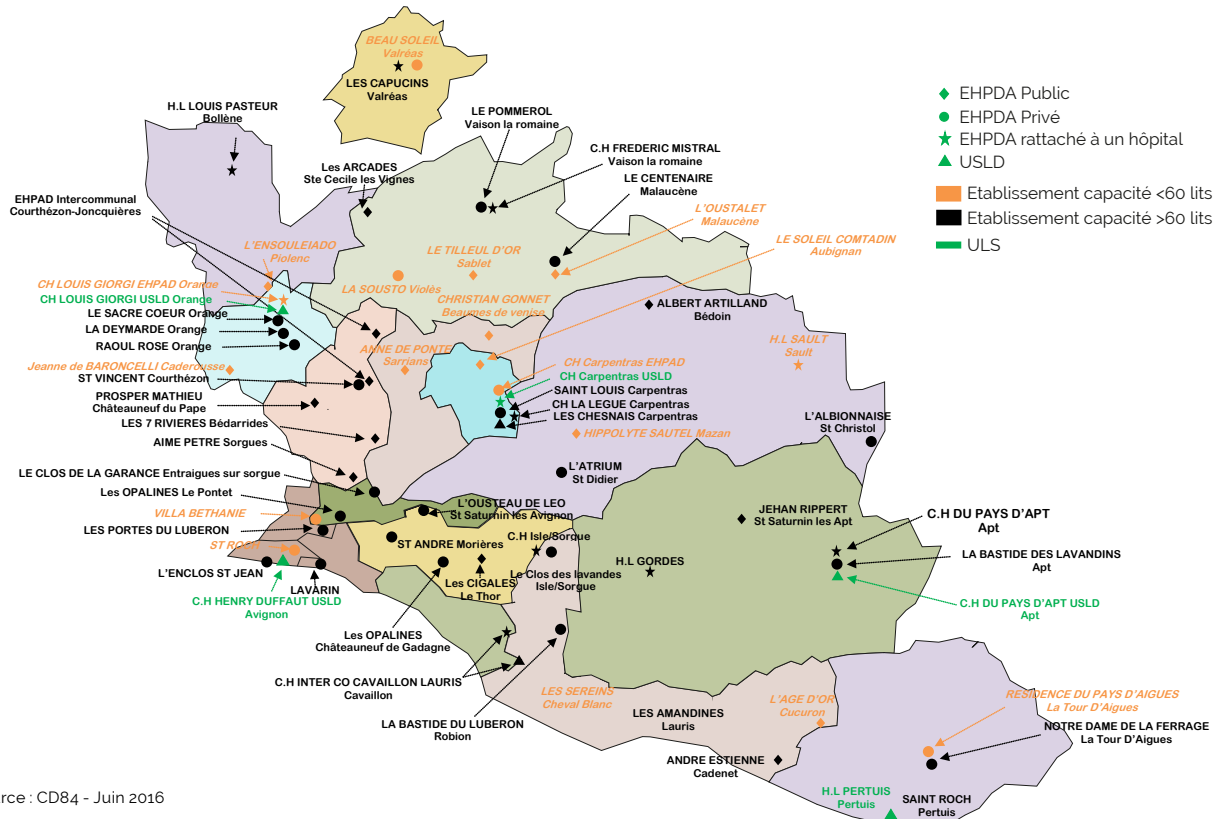 BEAU SOLEIL
Valréas
LES CAPUCINS
Valréas
H.L LOUIS PASTEUR
Bollène
LE POMMEROL
Vaison la romaine
C.H FREDERIC MISTRAL
Vaison la romaine
Les ARCADES
Ste Cecile les Vignes
LE CENTENAIRE
Malaucène
EHPAD Intercommunal
Courthézon-Joncquières
L'OUSTALET
Malaucène
LE SOLEIL COMTADIN
Aubignan
L'ENSOULEIADO
Piolenc
LE TILLEUL D'OR
Sablet
CH LOUIS GIORGI EHPAD Orange
LA SOUSTO Violès
CH LOUIS GIORGI USLD Orange
CHRISTIAN GONNET
Beaumes de venise
ALBERT ARTILLAND
Bédoin
LE SACRE COEUR Orange
LA DEYMARDE Orange
RAOUL ROSE Orange
ANNE DE PONTE
Sarrians
H.L SAULT
Sault
Jeanne de BARONCELLI Caderousse
CH Carpentras EHPAD
CH Carpentras USLD
ST VINCENT Courthézon
SAINT LOUIS Carpentras
PROSPER MATHIEU
Châteauneuf du Pape
CH LA LEGUE Carpentras
LES CHESNAIS Carpentras
L'ALBIONNAISE
St Christol
LES 7 RIVIERES Bédarrides
HIPPOLYTE SAUTEL Mazan
AIME PETRE Sorgues
LE CLOS DE LA GARANCE Entraigues sur sorgue
L'ATRIUM
St Didier
Les OPALINES Le Pontet
VILLA BETHANIE
L'OUSTEAU DE LEO
St Saturnin les Avignon
JEHAN RIPPERT
St Saturnin les Apt
C.H DU PAYS D'APT
Apt
LES PORTES DU LUBERON
ST ROCH
ST ANDRE Morières
C.H Isle/Sorgue
LA BASTIDE DES LAVANDINS
Apt
L'ENCLOS ST JEAN
LAVARIN
Le Clos des lavandes
Isle/Sorgue
H.L GORDES
Les CIGALES
Le Thor
C.H HENRY DUFFAUT USLD
Avignon
C.H DU PAYS D'APT USLD
Apt
Les OPALINES
Châteauneuf de Gadagne
C.H INTER CO CAVAILLON LAURIS
Cavaillon
LES SEREINS
Cheval Blanc
LES AMANDINES
Lauris
L'AGE D'OR
Cucuron
RESIDENCE DU PAYS D'AIGUES
La Tour D'Aigues
LA BASTIDE DU LUBERON
Robion
NOTRE DAME DE LA FERRAGE
La Tour D'Aigues
ANDRE ESTIENNE
Cadenet
H.L PERTUIS
Pertuis
SAINT ROCH
Pertuis
EHPDA Public
EHPDA Privé
EHPDA rattaché à un hôpital
USLD
Etablissement capacité <60 lits
Etablissement capacité >60 lits
ULS
rce : CD84 - Juin 2016